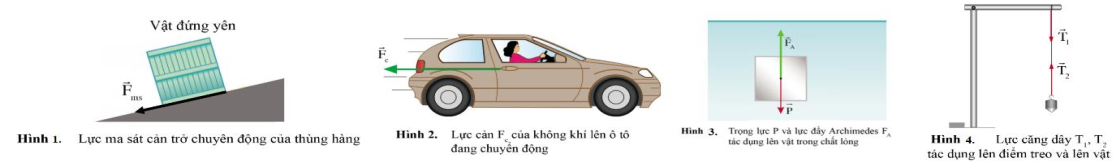 Vật đứng yên
F⃗ms
Hình 1. Lực ma sát cản trở chuyển động của thùng hàng
F⃗c
Hình 2. Lực cản Fc của không khí lên ô tô
đang chuyển động
F⃗A
P⃗
Hình 3. Trọng lực P và lực đẩy Archimedes FA
tác dụng lên vật trong chất lỏng
T⃗1
T⃗2
Hình 4. Lực căng dây T1, T2
tác dụng lên điểm treo và lên vật